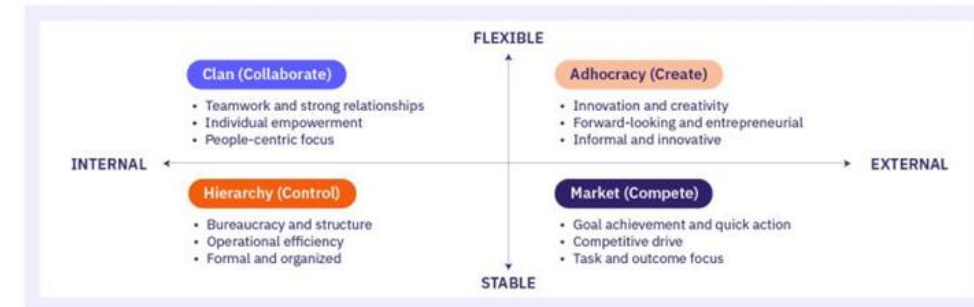 FLEXIBLE
Clan (Collaborate)
• Teamwork and strong relationships
• Individual empowerment
• People-centric focus
Adhocracy (Create)
• Innovation and creativity
• Forward-looking and entrepreneurial
• Informal and innovative
INTERNAL
EXTERNAL
Hierarchy (Control)
• Bureaucracy and structure
• Operational efficiency
• Formal and organized
Market (Compete)
• Goal achievement and quick action
• Competitive drive
• Task and outcome focus
STABLE